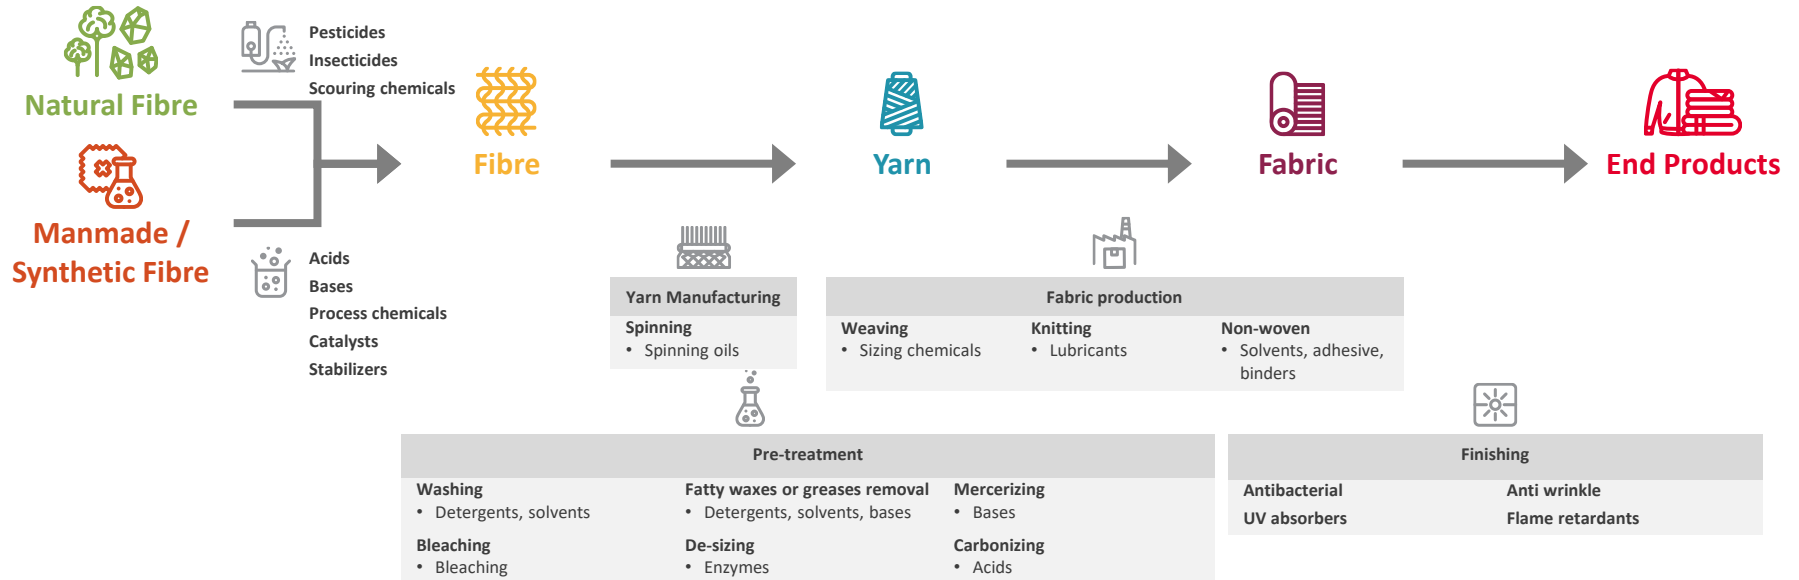 Natural Fibre
Pesticides
Insecticides
Scouring chemicals
Manmade /
Synthetic Fibre
Acids
Bases
Process chemicals
Catalysts
Stabilizers
Fibre
Yarn
Fabric
End Products
Yarn Manufacturing
Spinning
• Spinning oils
Fabric production
Weaving
• Sizing chemicals
Knitting
• Lubricants
Non-woven
• Solvents, adhesive,
binders
Pre-treatment
Washing
• Detergents, solvents
Fatty waxes or greases removal
• Detergents, solvents, bases
Mercerizing
• Bases
Bleaching
• Bleaching
De-sizing
• Enzymes
Carbonizing
• Acids
Finishing
Antibacterial
Anti wrinkle
UV absorbers
Flame retardants